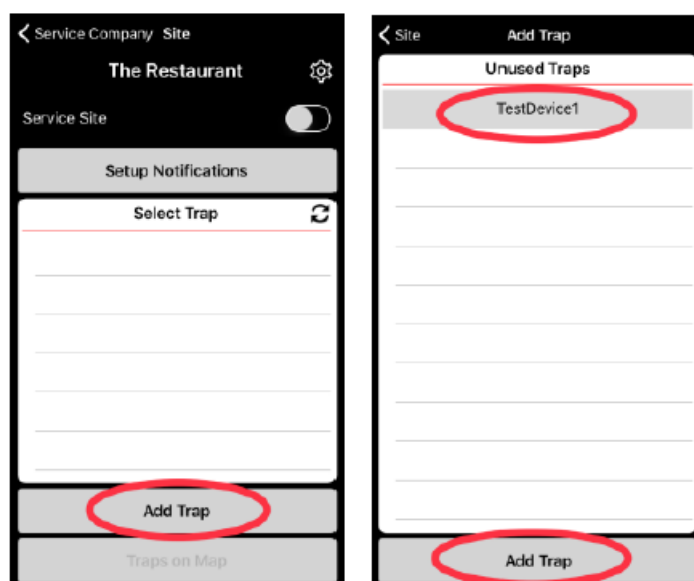 Service Company Site
The Restaurant
Service Site
Setup Notifications
Select Trap
Add Trap
Traps on Map
Site Add Trap
Unused Traps
TestDevice1
Add Trap